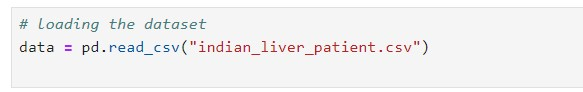 # loading the dataset
data = pd.read_csv("indian_liver_patient.csv")